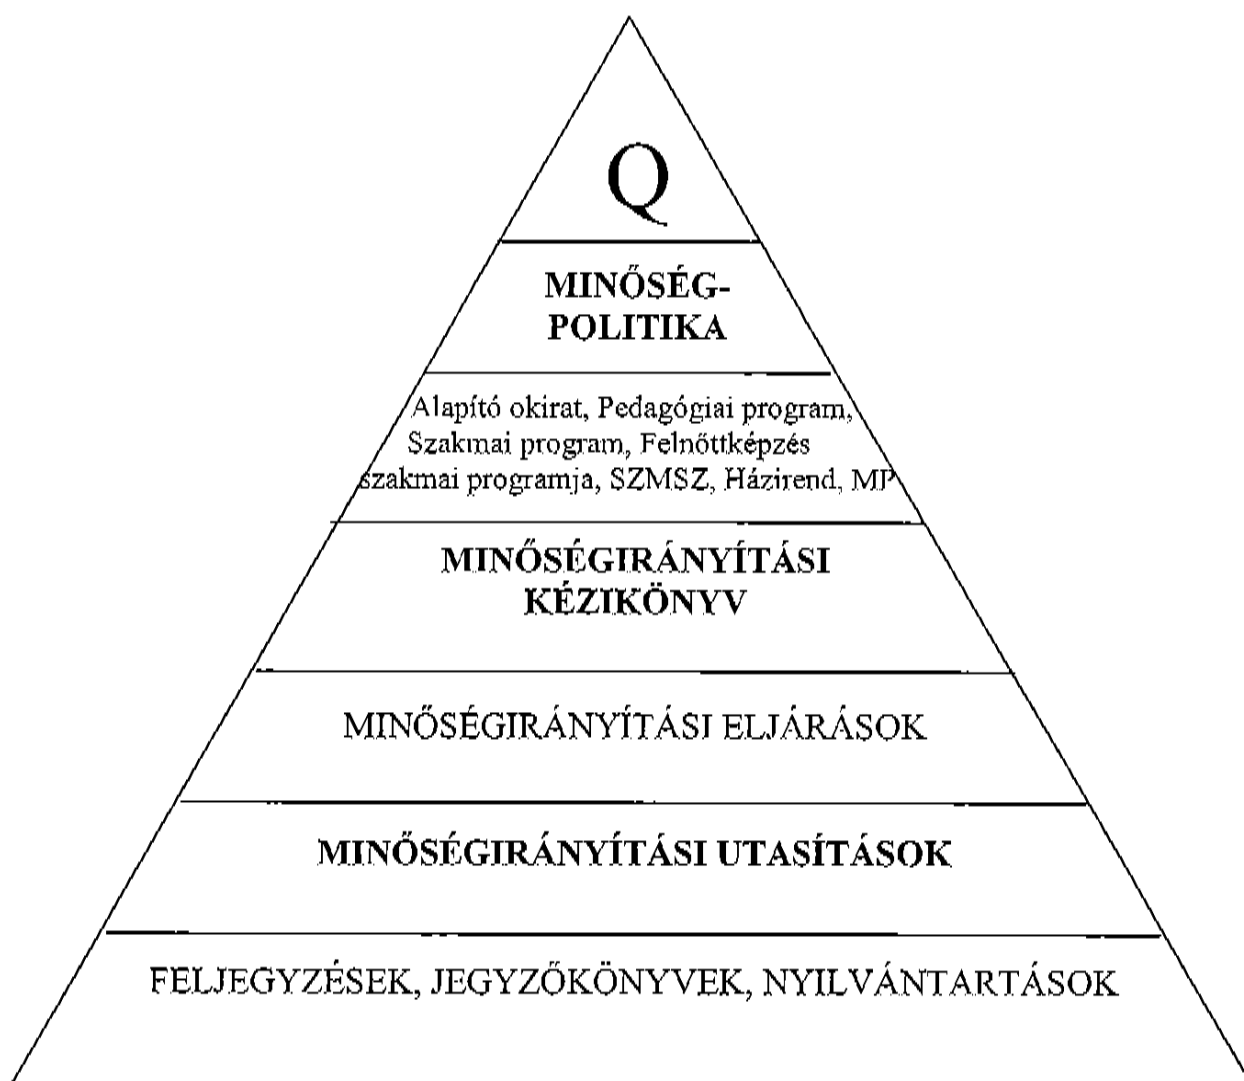 Q
MINŐSÉG-
POLITIKA
Alapító okirat, Pedagógiai program,
Szakmai program, Felnőttképzés
szakmai programja, SZMSZ, Házirend, MP
MINŐSÉGIRÁNYÍTÁSI
KÉZIKÖNYV
MINŐSÉGIRÁNYÍTÁSI ELJÁRÁSOK
MINŐSÉGIRÁNYÍTÁSI UTASÍTÁSOK
FELJEGYZÉSEK, JEGYZŐKÖNYVEK, NYILVÁNTARTÁSOK